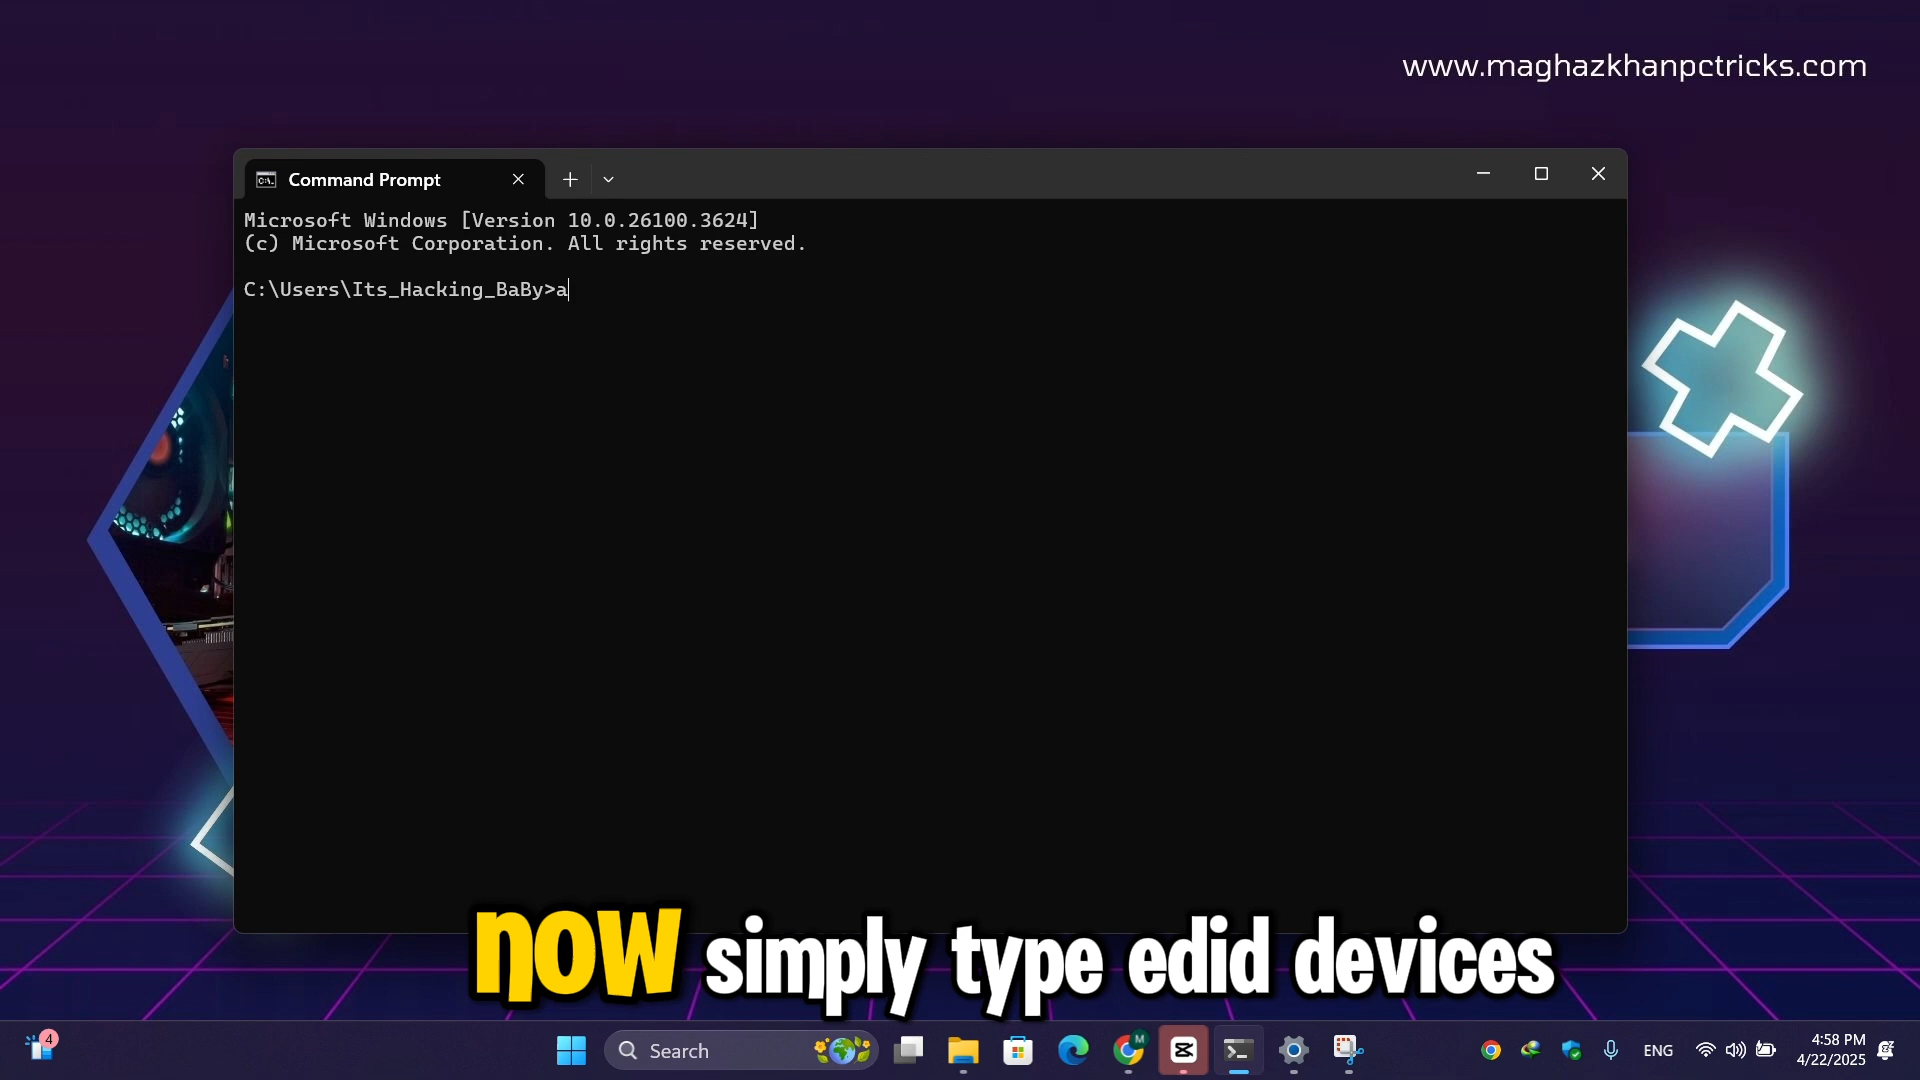 www.maghazkhanpctricks.com
Command Prompt
Microsoft Windows [Version 10.0.26100.3624]
(c) Microsoft Corporation. All rights reserved.
C:\Users\Its_Hacking_BaBy>a
now simply type edid devices
4
Search
M
ENG
4:58 PM
4/22/2025